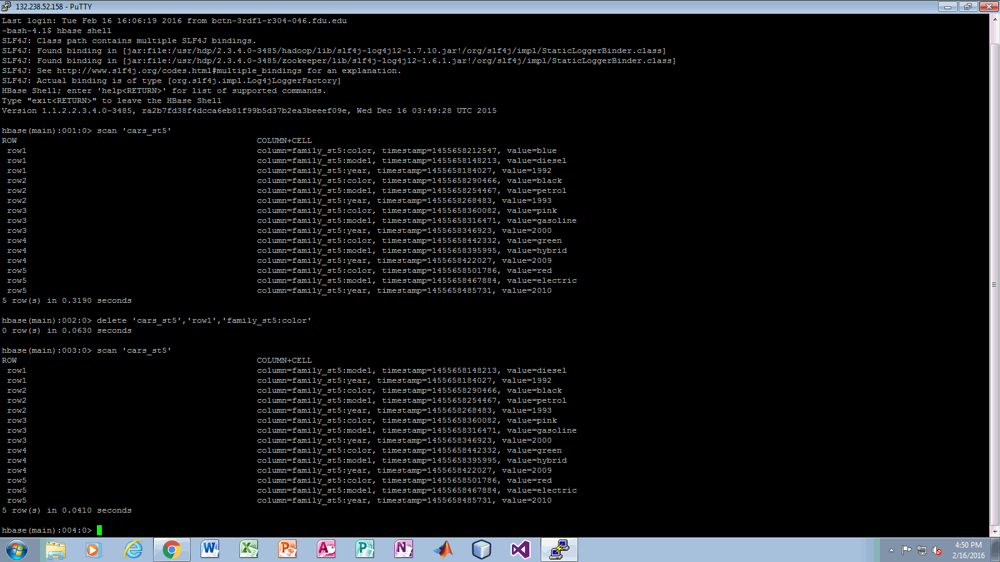 132.238.52.158 - PuTTY
Last login: Tue Feb 16 16:06:19 2016 from bctn-3rdfl-r304-046.fdu.edu
-bash-4.1$ hbase shell
SLF4J: Class path contains multiple SLF4J bindings.
SLF4J: Found binding in [jar:file:/usr/hdp/2.3.4.0-3485/hadoop/lib/slf4j-log4j12-1.7.10.jar!/org/slf4j/impl/StaticLoggerBinder.class]
SLF4J: Found binding in [jar:file:/usr/hdp/2.3.4.0-3485/zookeeper/lib/slf4j-log4j12-1.6.1.jar!/org/slf4j/impl/StaticLoggerBinder.class]
SLF4J: See http://www.slf4j.org/codes.html#multiple_bindings for an explanation.
SLF4J: Actual binding is of type [org.slf4j.impl.Log4jLoggerFactory]
HBase Shell; enter 'help<RETURN>' for list of supported commands.
Type "exit<RETURN>" to leave the HBase Shell
Version 1.1.2.2.3.4.0-3485, ra2b7fd38f4dcca6eb81f99b5d37b2ea3beeef09e, Wed Dec 16 03:49:28 UTC 2015
hbase(main):001:0> scan 'cars_st5'
ROW COLUMN+CELL
row1 column=family_st5:color, timestamp=1455658212547, value=blue
row1 column=family_st5:model, timestamp=1455658148213, value=diesel
row1 column=family_st5:year, timestamp=1455658184027, value=1992
row2 column=family_st5:color, timestamp=1455658290466, value=black
row2 column=family_st5:model, timestamp=1455658254467, value=petrol
row2 column=family_st5:year, timestamp=1455658268483, value=1993
row3 column=family_st5:color, timestamp=1455658360082, value=pink
row3 column=family_st5:model, timestamp=1455658316471, value=gasoline
row3 column=family_st5:year, timestamp=1455658346923, value=2000
row4 column=family_st5:color, timestamp=1455658442332, value=green
row4 column=family_st5:model, timestamp=1455658395995, value=hybrid
row4 column=family_st5:year, timestamp=1455658422027, value=2009
row5 column=family_st5:color, timestamp=1455658501786, value=red
row5 column=family_st5:model, timestamp=1455658467884, value=electric
row5 column=family_st5:year, timestamp=1455658485731, value=2010
5 row(s) in 0.3190 seconds
hbase(main):002:0> delete 'cars_st5','row1','family_st5:color'
0 row(s) in 0.0630 seconds
hbase(main):003:0> scan 'cars_st5'
ROW COLUMN+CELL
row1 column=family_st5:model, timestamp=1455658148213, value=diesel
row1 column=family_st5:year, timestamp=1455658184027, value=1992
row2 column=family_st5:color, timestamp=1455658290466, value=black
row2 column=family_st5:model, timestamp=1455658254467, value=petrol
row2 column=family_st5:year, timestamp=1455658268483, value=1993
row3 column=family_st5:color, timestamp=1455658360082, value=pink
row3 column=family_st5:model, timestamp=1455658316471, value=gasoline
row3 column=family_st5:year, timestamp=1455658346923, value=2000
row4 column=family_st5:color, timestamp=1455658442332, value=green
row4 column=family_st5:model, timestamp=1455658395995, value=hybrid
row4 column=family_st5:year, timestamp=1455658422027, value=2009
row5 column=family_st5:color, timestamp=1455658501786, value=red
row5 column=family_st5:model, timestamp=1455658467884, value=electric
row5 column=family_st5:year, timestamp=1455658485731, value=2010
5 row(s) in 0.0410 seconds
hbase(main):004:0>
4:50 PM
2/16/2016